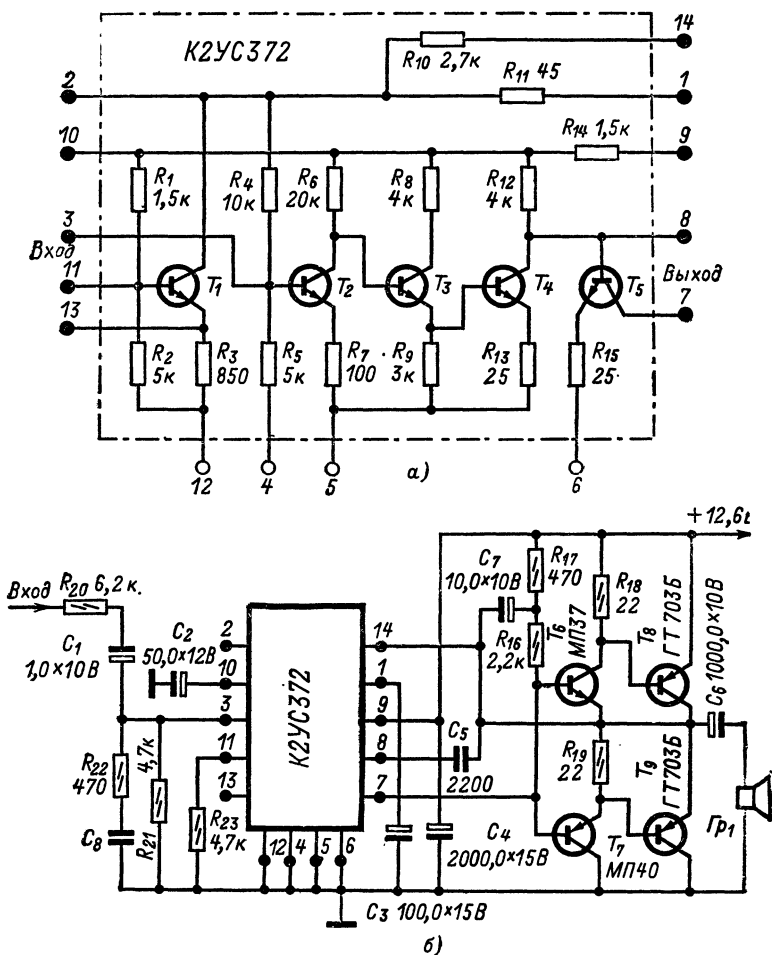 К2УС372
14
R10 2,7к
2
R11 45
1
10
R14 1,5к
9
R1 1,5к
R4 10к
R6 20к
R8 4к
R12 4к
3
8
Вход
11
T1
T2
T3
T4
T5
Выход
7
13
R2 5к
R3 850
R5 5к
R7 100
R9 3к
R13 25
R15 25
12
4
5
6
а)
+12,6
Вход
R20 6,2к.
C7 10,0×10В
R17 470
R18 22
C2 50,0×12В
C1 1,0×10В
R16 2,2к
T6 МП37
T8 ГТ703Б
C6 1000,0×10В
2
14
10
1
3
9
11
8
13
7
К2УС372
C5 2200
R22 470
4,7к R21
R23 4,7к
R19 22
T9 ГТ703Б
Гр1
C8
12
4
5
6
C4 2000,0×15В
T7 МП40
C3 100,0×15В
б)